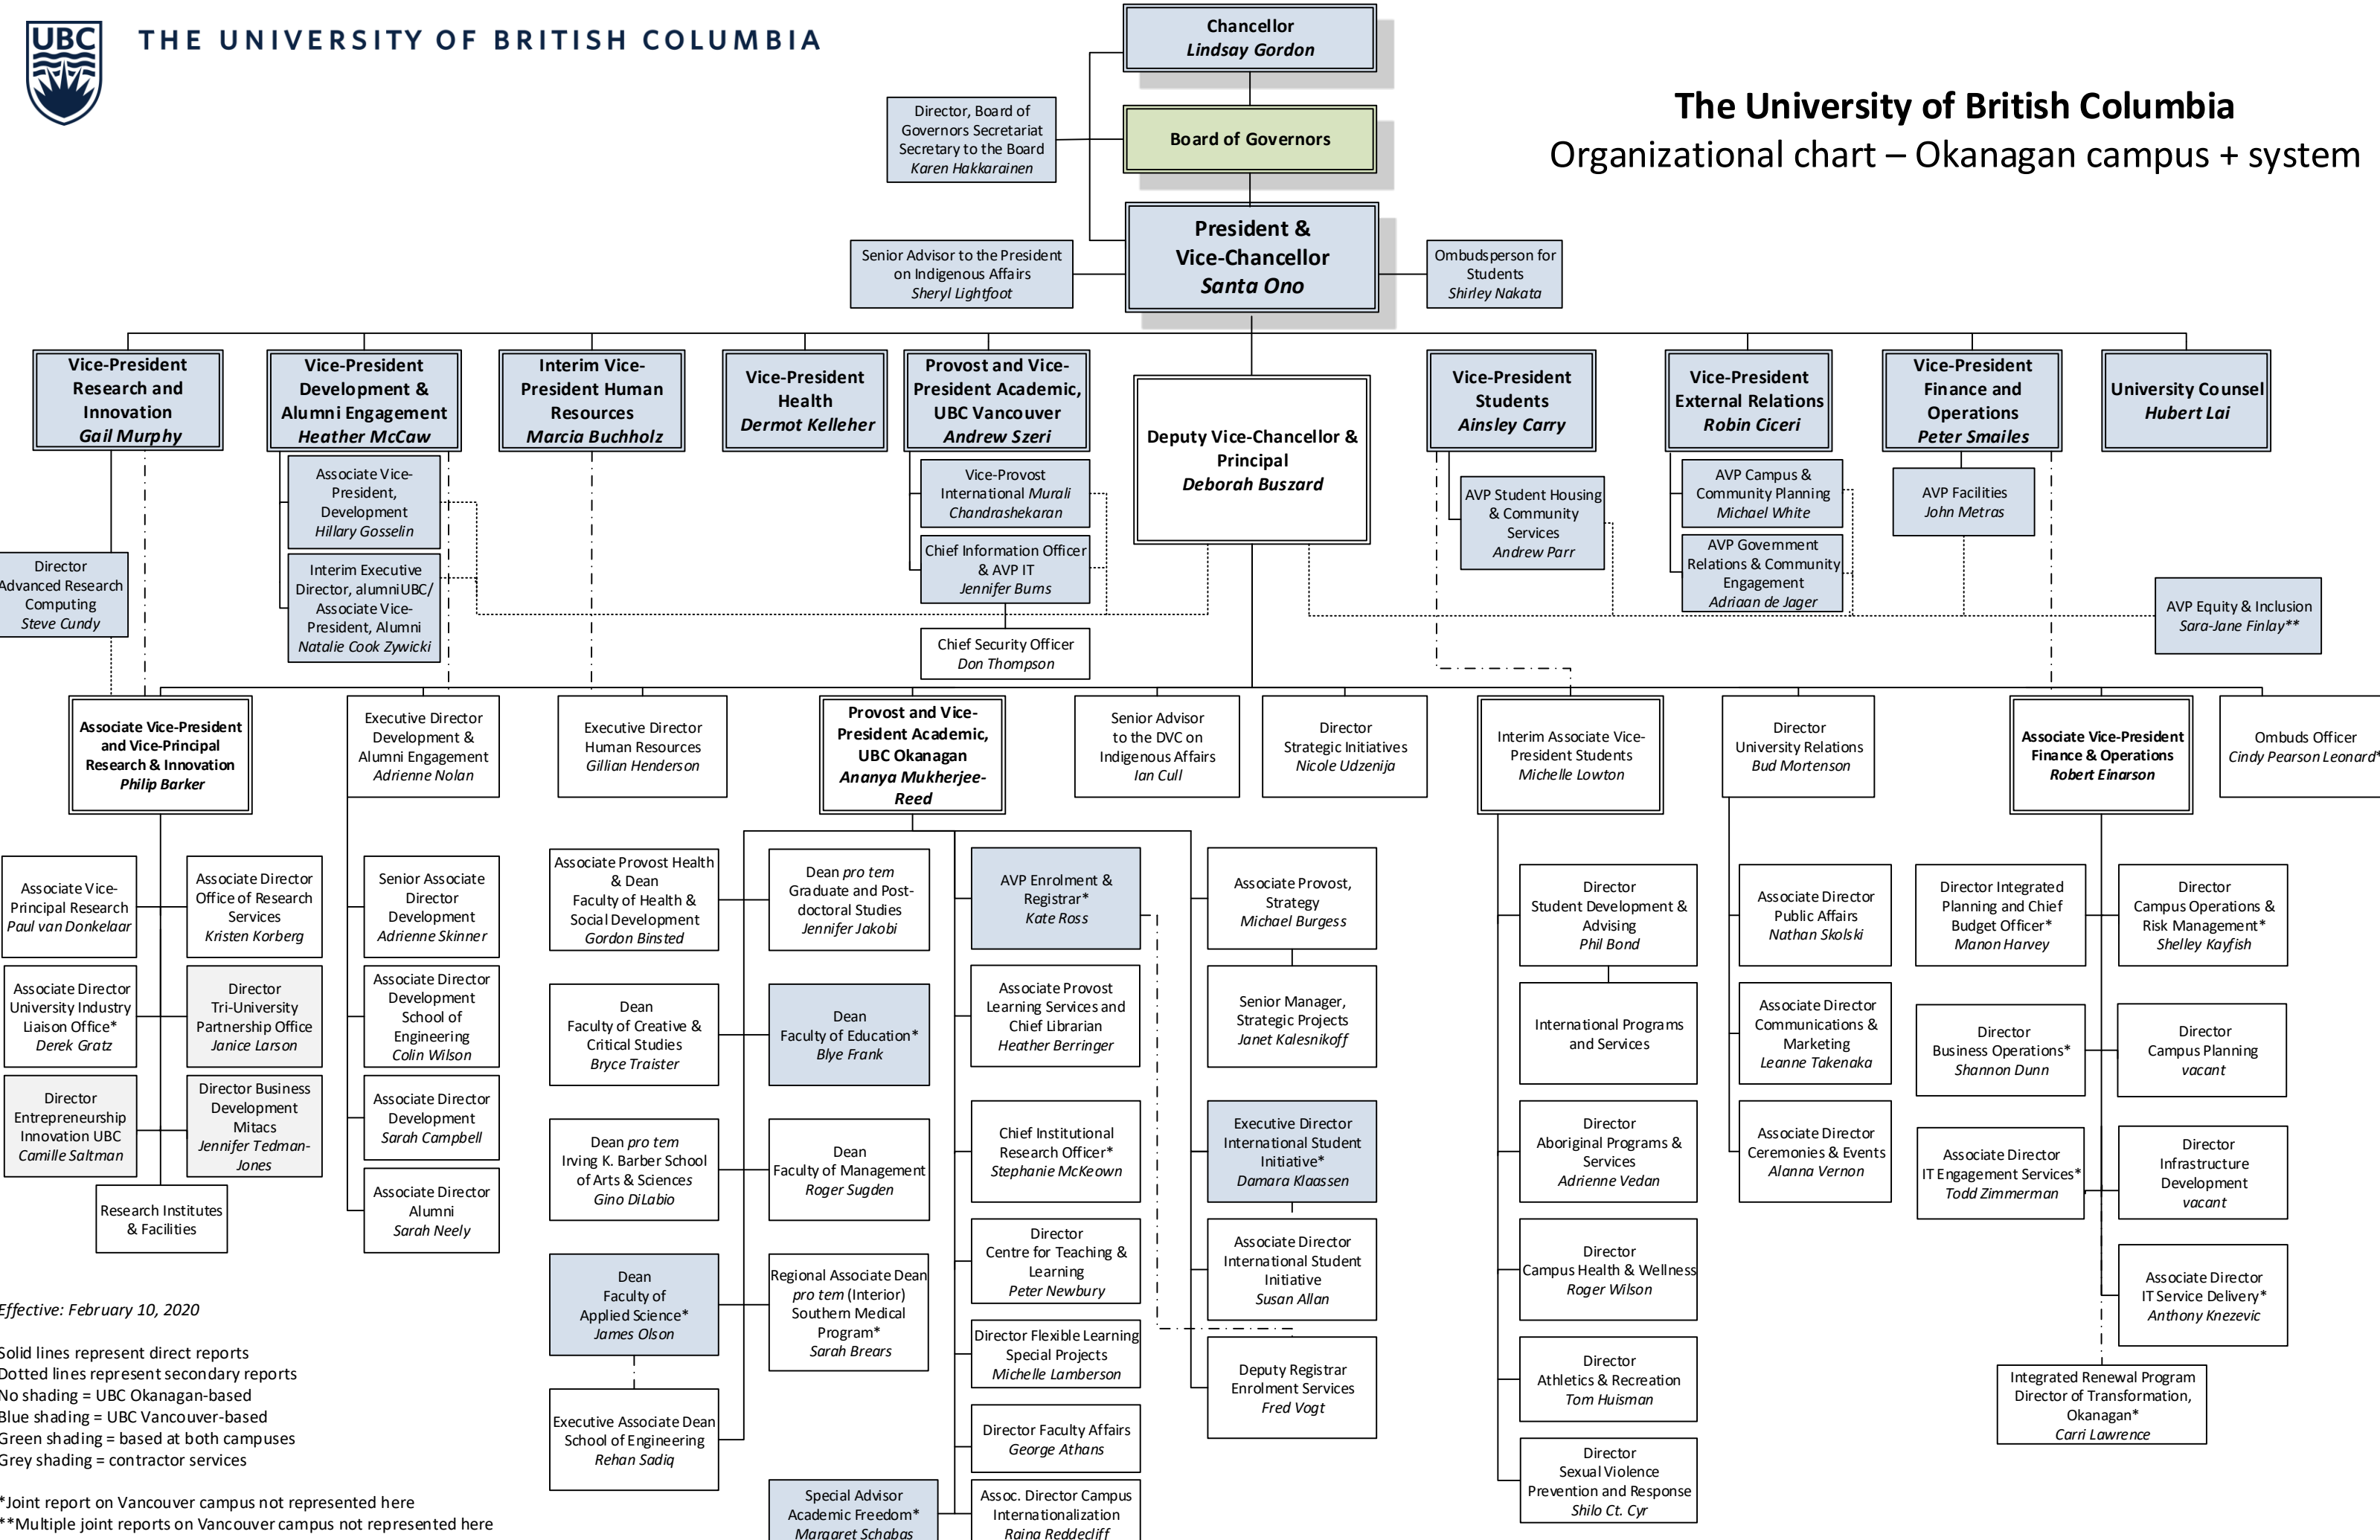 UBC
THE UNIVERSITY OF BRITISH COLUMBIA
The University of British Columbia
Organizational chart – Okanagan campus + system
Chancellor
Lindsay Gordon
Director, Board of
Governors Secretariat
Secretary to the Board
Karen Hakkarainen
Board of Governors
Senior Advisor to the President
on Indigenous Affairs
Sheryl Lightfoot
President &
Vice-Chancellor
Santa Ono
Ombudsperson for
Students
Shirley Nakata
Vice-President
Research and
Innovation
Gail Murphy
Vice-President
Development &
Alumni Engagement
Heather McCaw
Interim Vice-
President Human
Resources
Marcia Buchholz
Vice-President
Health
Dermot Kelleher
Provost and Vice-
President Academic,
UBC Vancouver
Andrew Szeri
Deputy Vice-Chancellor &
Principal
Deborah Buszard
Vice-President
Students
Ainsley Carry
Vice-President
External Relations
Robin Ciceri
Vice-President
Finance and
Operations
Peter Smailes
University Counsel
Hubert Lai
Director
Advanced Research
Computing
Steve Cundy
Associate Vice-
President,
Development
Hillary Gosselin
Interim Executive
Director, alumniUBC/
Associate Vice-
President, Alumni
Natalie Cook Zywicki
Vice-Provost
International Murali
Chandrashekaran
Chief Information Officer
& AVP IT
Jennifer Burns
Chief Security Officer
Don Thompson
AVP Student Housing
& Community
Services
Andrew Parr
AVP Campus &
Community Planning
Michael White
AVP Government
Relations & Community
Engagement
Adriaan de Jager
AVP Facilities
John Metras
AVP Equity & Inclusion
Sara-Jane Finlay**
Associate Vice-President
and Vice-Principal
Research & Innovation
Philip Barker
Executive Director
Development &
Alumni Engagement
Adrienne Nolan
Executive Director
Human Resources
Gillian Henderson
Provost and Vice-
President Academic,
UBC Okanagan
Ananya Mukherjee-
Reed
Senior Advisor
to the DVC on
Indigenous Affairs
Ian Cull
Director
Strategic Initiatives
Nicole Udzenija
Interim Associate Vice-
President Students
Michelle Lowton
Director
University Relations
Bud Mortenson
Associate Vice-President
Finance & Operations
Robert Einarson
Ombuds Officer
Cindy Pearson Leonard*
Associate Vice-
Principal Research
Paul van Donkelaar
Associate Director
Office of Research
Services
Kristen Korberg
Associate Director
University Industry
Liaison Office*
Derek Gratz
Director
Tri-University
Partnership Office
Janice Larson
Director
Entrepreneurship
Innovation UBC
Camille Saltman
Director Business
Development
Mitacs
Jennifer Tedman-
Jones
Research Institutes
& Facilities
Senior Associate
Director
Development
Adrienne Skinner
Associate Director
Development
School of
Engineering
Colin Wilson
Associate Director
Development
Sarah Campbell
Associate Director
Alumni
Sarah Neely
Associate Provost Health
& Dean
Faculty of Health &
Social Development
Gordon Binsted
Dean pro tem
Graduate and Post-
doctoral Studies
Jennifer Jakobi
Dean
Faculty of Creative &
Critical Studies
Bryce Traister
Dean
Faculty of Education*
Blye Frank
Dean pro tem
Irving K. Barber School
of Arts & Sciences
Gino DiLabio
Dean
Faculty of Management
Roger Sugden
Dean
Faculty of
Applied Science*
James Olson
Regional Associate Dean
pro tem (Interior)
Southern Medical
Program*
Sarah Brears
Executive Associate Dean
School of Engineering
Rehan Sadiq
Special Advisor
Academic Freedom*
Margaret Schabas
AVP Enrolment &
Registrar*
Kate Ross
Associate Provost
Learning Services and
Chief Librarian
Heather Berringer
Chief Institutional
Research Officer*
Stephanie McKeown
Director
Centre for Teaching &
Learning
Peter Newbury
Director Flexible Learning
Special Projects
Michelle Lamberson
Director Faculty Affairs
George Athans
Assoc. Director Campus
Internationalization
Raina Reddecliff
Associate Provost,
Strategy
Michael Burgess
Senior Manager,
Strategic Projects
Janet Kalesnikoff
Executive Director
International Student
Initiative*
Damara Klaassen
Associate Director
International Student
Initiative
Susan Allan
Deputy Registrar
Enrolment Services
Fred Vogt
Director
Student Development &
Advising
Phil Bond
International Programs
and Services
Director
Aboriginal Programs &
Services
Adrienne Vedan
Director
Campus Health & Wellness
Roger Wilson
Director
Athletics & Recreation
Tom Huisman
Director
Sexual Violence
Prevention and Response
Shilo Ct. Cyr
Associate Director
Public Affairs
Nathan Skolski
Associate Director
Communications &
Marketing
Leanne Takenaka
Associate Director
Ceremonies & Events
Alanna Vernon
Director Integrated
Planning and Chief
Budget Officer*
Manon Harvey
Director
Campus Operations &
Risk Management*
Shelley Kayfish
Director
Business Operations*
Shannon Dunn
Director
Campus Planning
vacant
Associate Director
IT Engagement Services*
Todd Zimmerman
Director
Infrastructure
Development
vacant
Associate Director
IT Service Delivery*
Anthony Knezevic
Integrated Renewal Program
Director of Transformation,
Okanagan*
Carri Lawrence
Effective: February 10, 2020
Solid lines represent direct reports
Dotted lines represent secondary reports
No shading = UBC Okanagan-based
Blue shading = UBC Vancouver-based
Green shading = based at both campuses
Grey shading = contractor services
*Joint report on Vancouver campus not represented here
**Multiple joint reports on Vancouver campus not represented here